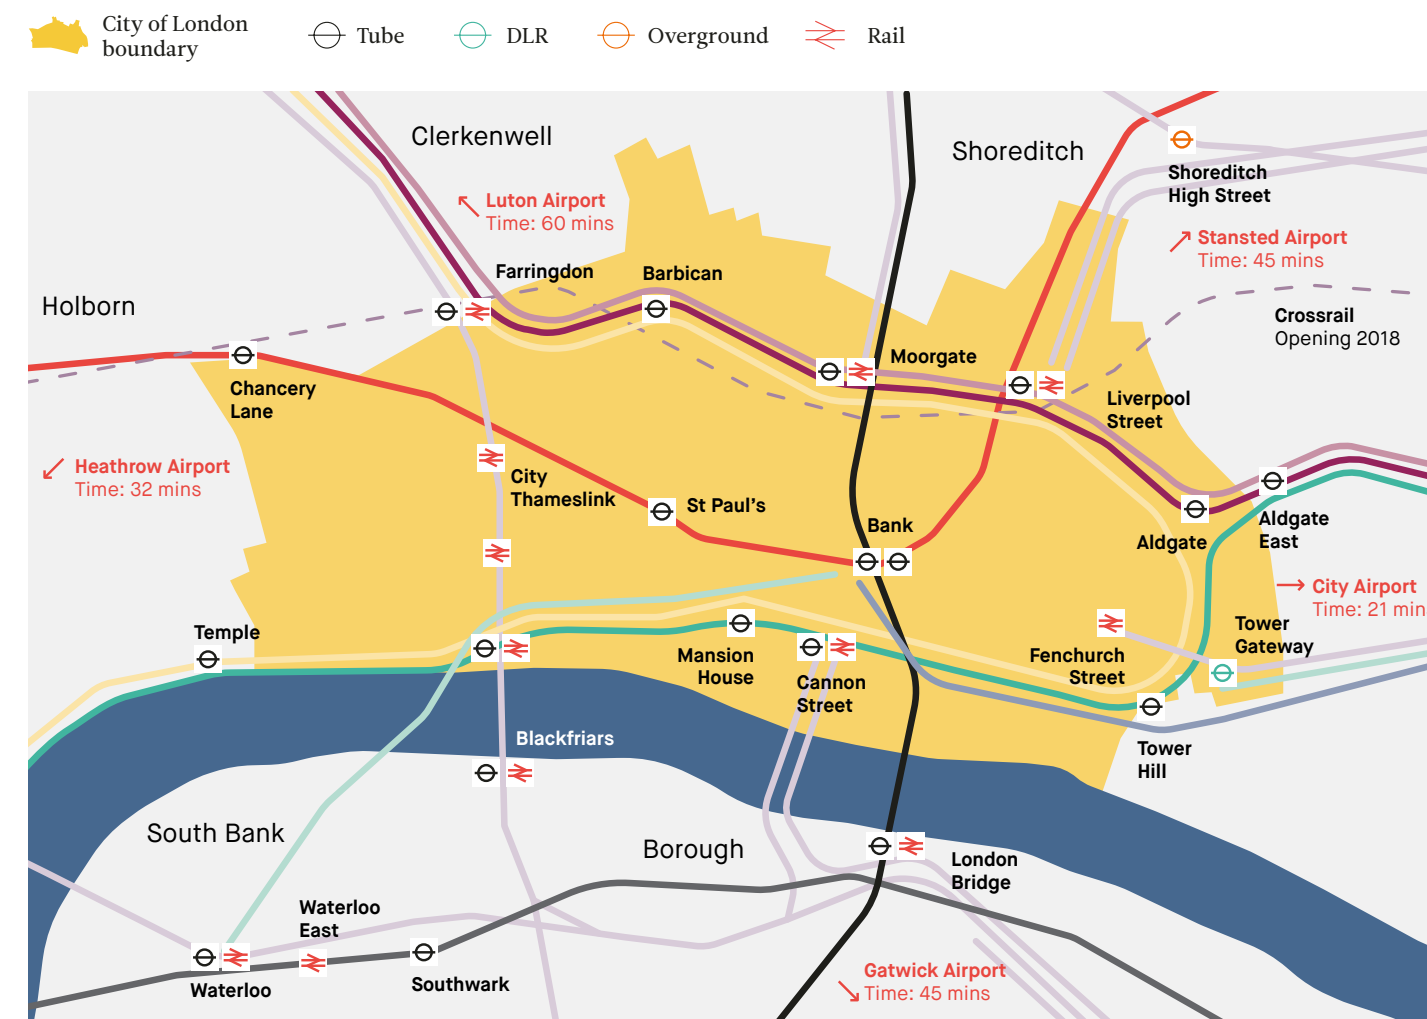 City of London
boundary
Tube
DLR
Overground
Rail
Clerkenwell
Shoreditch
Shoreditch
High Street
Luton Airport
Time: 60 mins
Stansted Airport
Time: 45 mins
Farringdon
Barbican
Holborn
Crossrail
Opening 2018
Moorgate
Chancery
Lane
Liverpool
Street
Heathrow Airport
Time: 32 mins
City
Thameslink
St Paul's
Bank
Aldgate
East
Aldgate
City Airport
Time: 21 min
Temple
Tower
Gateway
Mansion
House
Fenchurch
Street
Cannon
Street
Blackfriars
Tower
Hill
South Bank
Borough
London
Bridge
Waterloo
East
Southwark
Waterloo
Gatwick Airport
Time: 45 mins